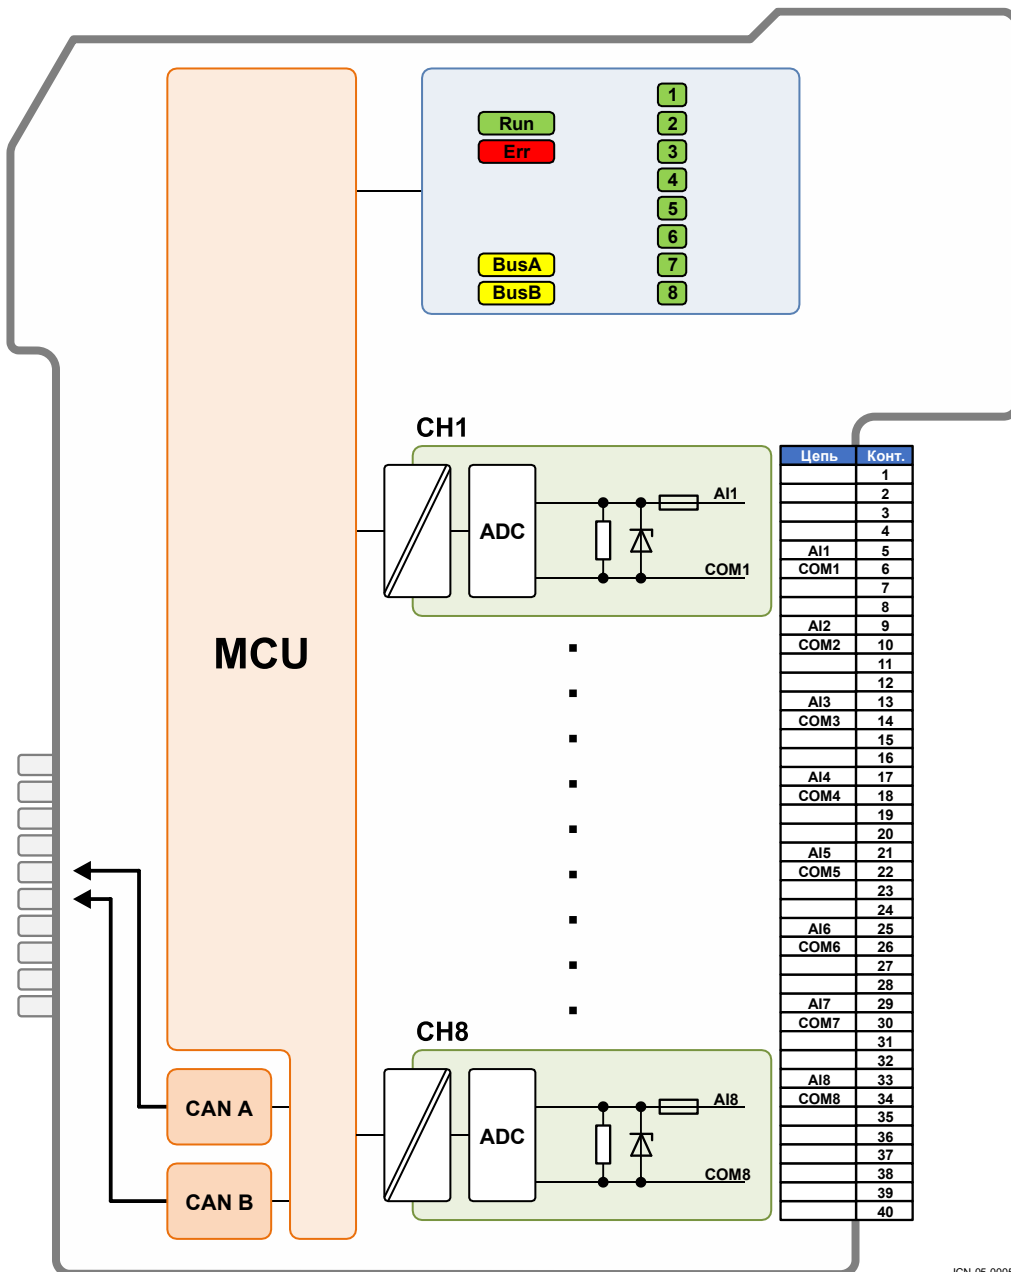 1
Run 2
Err 3
4
5
6
BusA 7
BusB 8
CH1
ADC
AI1
COM1
MCU
CH8
ADC
AI8
COM8
CAN A
CAN B
Цепь Конт.
1
2
3
4
AI1 5
COM1 6
7
8
AI2 9
COM2 10
11
12
AI3 13
COM3 14
15
16
AI4 17
COM4 18
19
20
AI5 21
COM5 22
23
24
AI6 25
COM6 26
27
28
AI7 29
COM7 30
31
32
AI8 33
COM8 34
35
36
37
38
39
40